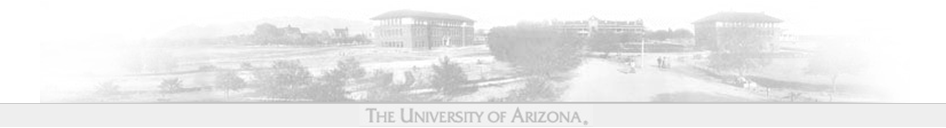 THE UNIVERSITY OF ARIZONA.